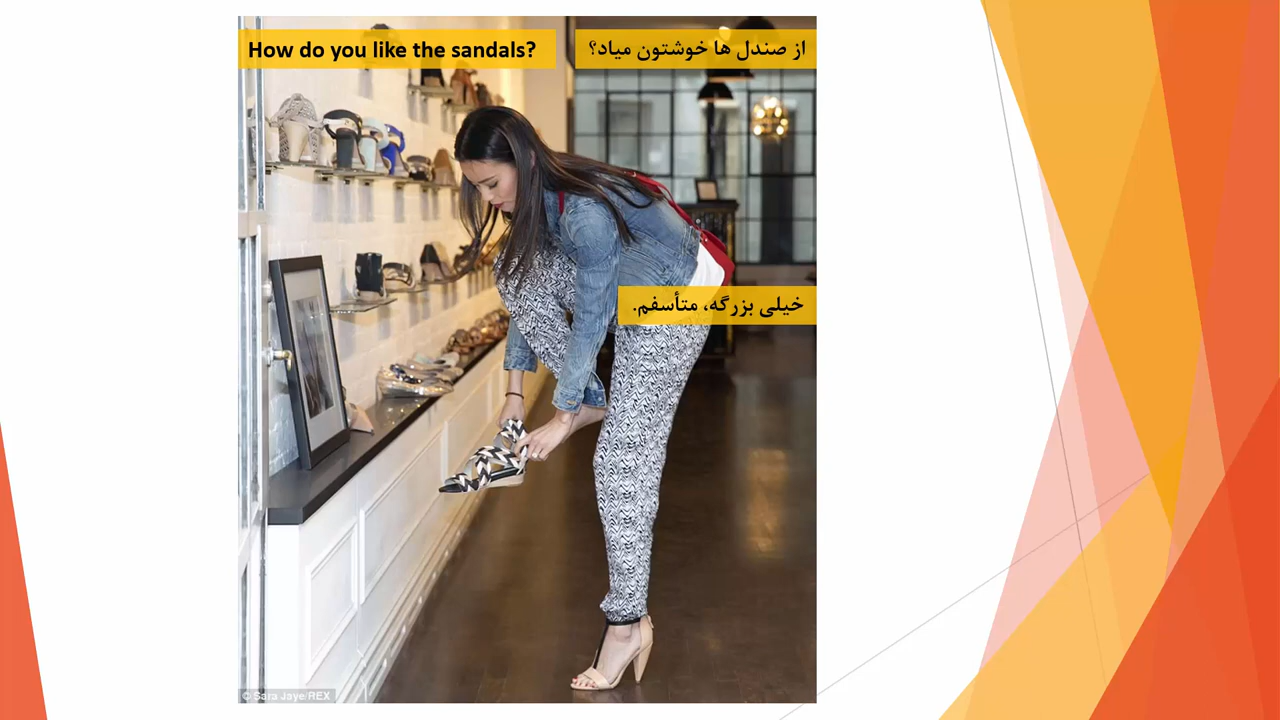 How do you like the sandals?
از صندل ها خوشتون میاد؟
خیلی بزرگه، متأسفم.
© Sara Jaye/REX